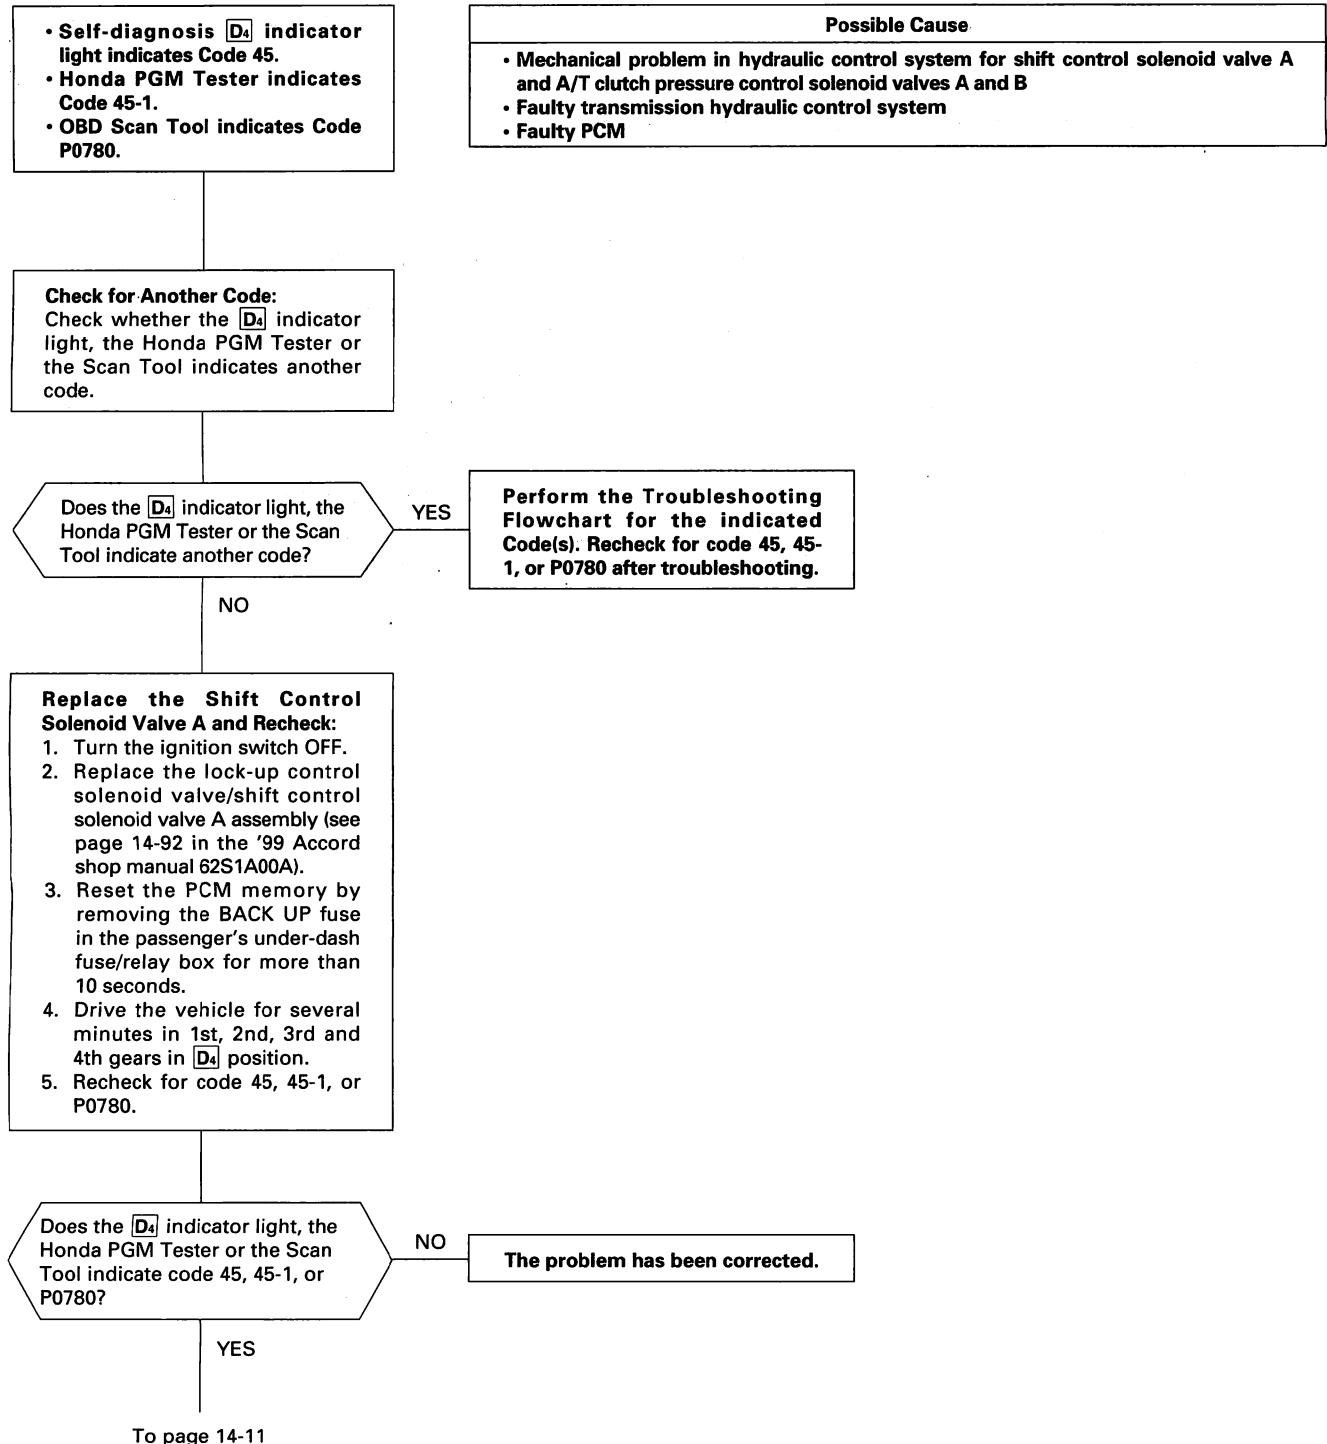 • Self-diagnosis D4 indicator
light indicates Code 45.
• Honda PGM Tester indicates
Code 45-1.
• OBD Scan Tool indicates Code
P0780.
Possible Cause
• Mechanical problem in hydraulic control system for shift control solenoid valve A
and A/T clutch pressure control solenoid valves A and B
• Faulty transmission hydraulic control system
• Faulty PCM
Check for Another Code:
Check whether the D4 indicator
light, the Honda PGM Tester or
the Scan Tool indicates another
code.
Does the D4 indicator light, the
Honda PGM Tester or the Scan
Tool indicate another code?
YES
Perform the Troubleshooting
Flowchart for the indicated
Code(s). Recheck for code 45, 45-
1, or P0780 after troubleshooting.
NO
Replace the Shift Control
Solenoid Valve A and Recheck:
1. Turn the ignition switch OFF.
2. Replace the lock-up control
solenoid valve/shift control
solenoid valve A assembly (see
page 14-92 in the '99 Accord
shop manual 62S1A00A).
3. Reset the PCM memory by
removing the BACK UP fuse
in the passenger's under-dash
fuse/relay box for more than
10 seconds.
4. Drive the vehicle for several
minutes in 1st, 2nd, 3rd and
4th gears in D4 position.
5. Recheck for code 45, 45-1, or
P0780.
Does the D4 indicator light, the
Honda PGM Tester or the Scan
Tool indicate code 45, 45-1, or
P0780?
NO
The problem has been corrected.
YES
To page 14-11